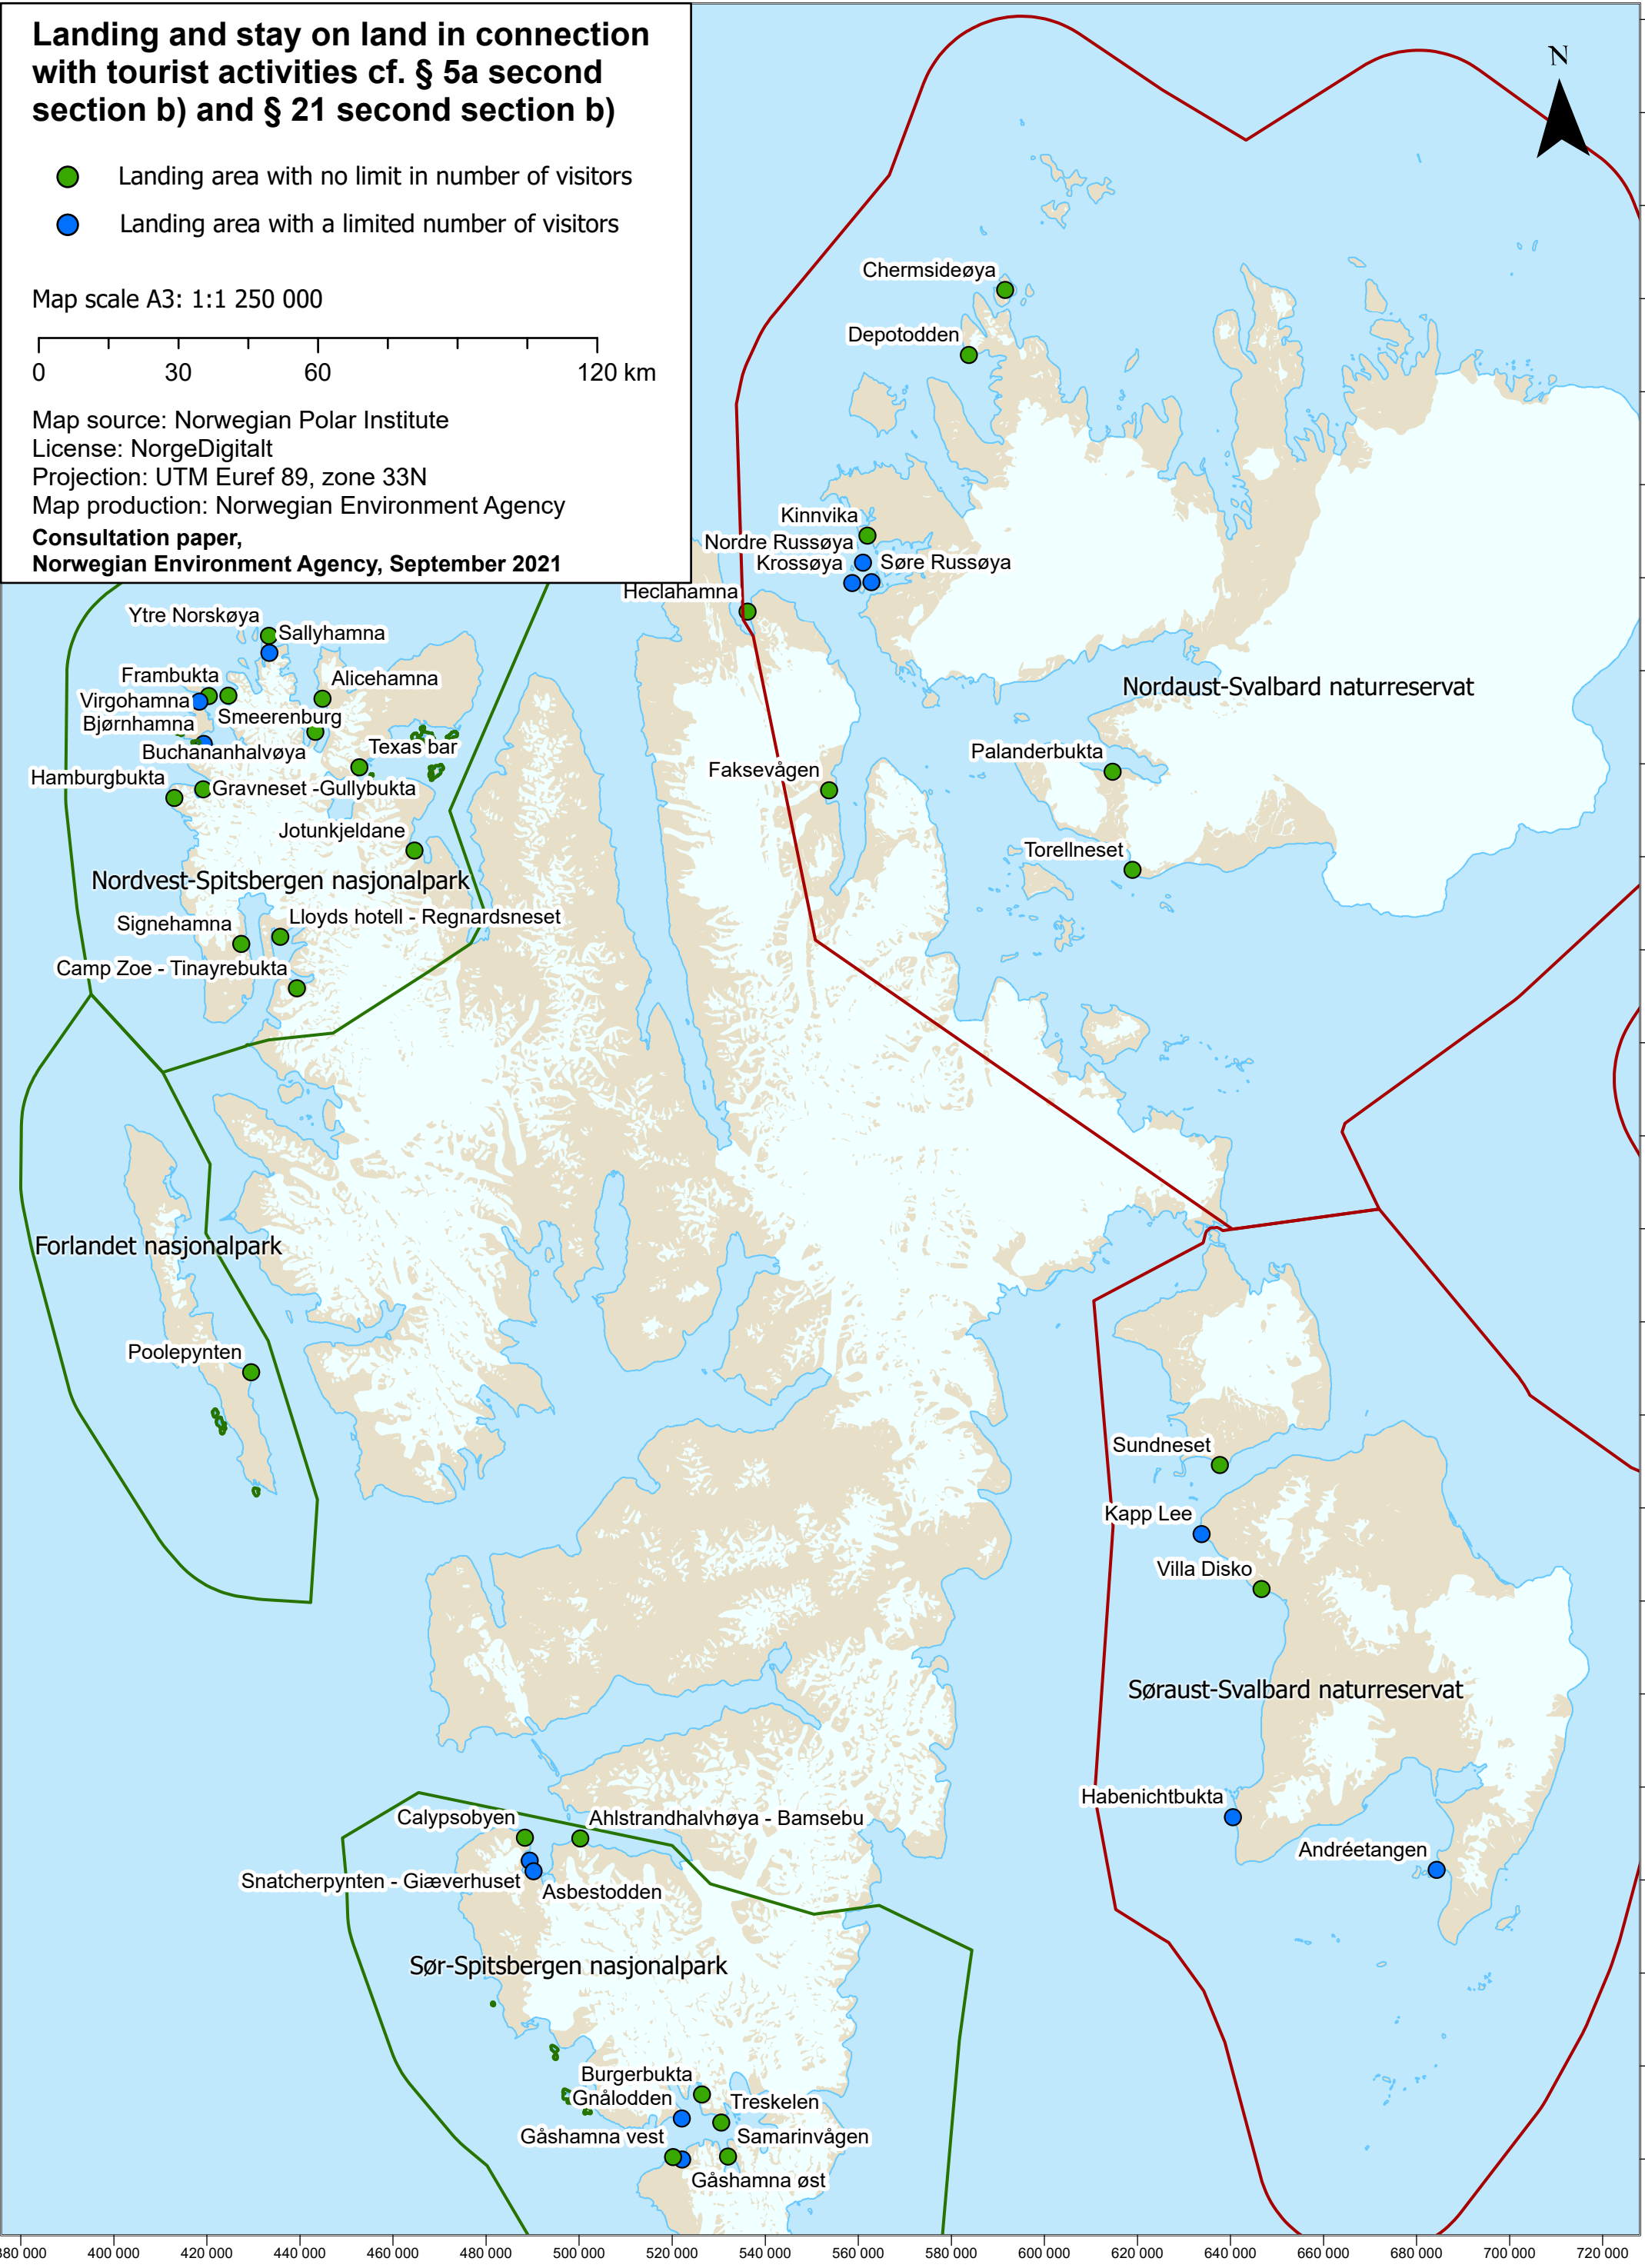 Landing and stay on land in connection
with tourist activities cf. § 5a second
section b) and § 21 second section b)
Landing area with no limit in number of visitors
Landing area with a limited number of visitors
Map scale A3: 1:1 250 000
0 30 60 120 km
Map source: Norwegian Polar Institute
License: NorgeDigitalt
Projection: UTM Euref 89, zone 33N
Map production: Norwegian Environment Agency
Consultation paper,
Norwegian Environment Agency, September 2021
N
Chermsideøya
Depotodden
Kinnvika
Nordre Russøya
Krossøya
Søre Russøya
Heclahamna
Ytre Norskøya
Sallyhamna
Frambukta
Alicehamna
Virgohamna
Smeerenburg
Bjørnhamna
Buchananhalvøya
Texas bar
Hamburgbukta
Gravneset -Gullybukta
Jotunkjeldane
Nordvest-Spitsbergen nasjonalpark
Signehamna
Lloyds hotell - Regnardsneset
Camp Zoe - Tinayrebukta
Nordaust-Svalbard naturreservat
Palanderbukta
Faksevågen
Torellneset
Forlandet nasjonalpark
Poolepynten
Sundneset
Kapp Lee
Villa Disko
Søraust-Svalbard naturreservat
Habenichtbukta
Andréetangen
Calypsobyen
Ahlstrandhalvhøya - Bamsebu
Snatcherpynten - Giæverhuset
Asbestodden
Sør-Spitsbergen nasjonalpark
Burgerbukta
Gnålodden
Treskelen
Gåshamna vest
Samarinvågen
Gåshamna øst
80 000 400 000 420 000 440 000 460 000 480 000 500 000 520 000 540 000 560 000 580 000 600 000 620 000 640 000 660 000 680 000 700 000 720 000